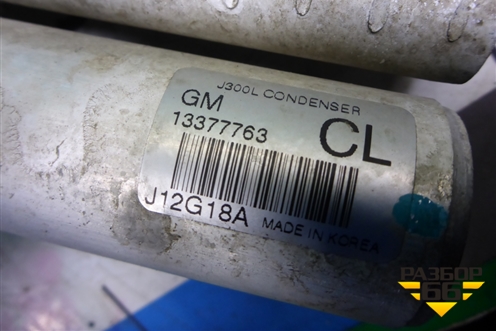 J300L CONDENSER
GM
13377763
CL
J12G18A MADE IN KOREA
РАЗБОР
66